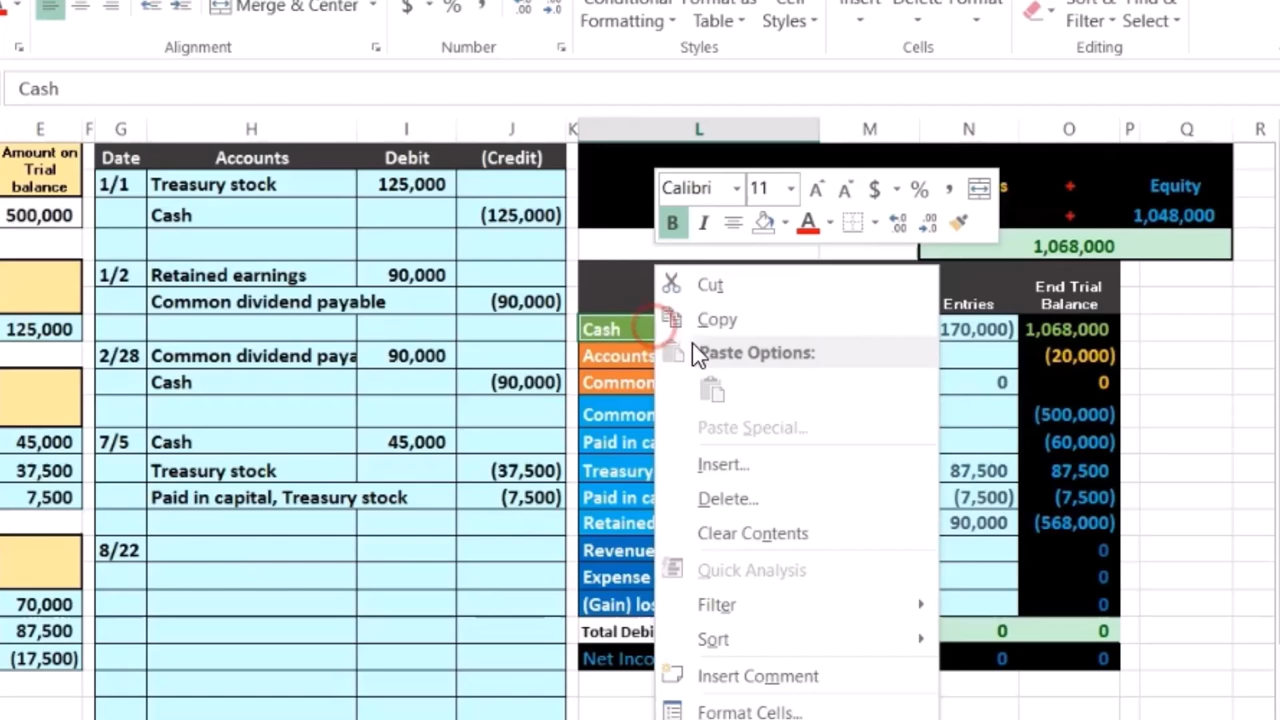 Merge & Center $ %
Formatting Table Styles Filter Select
Alignment Number Styles Cells Editing
Cash
E F G H I J K L M N O P Q R
Amount on
Trial
balance
Date Accounts Debit (Credit)
500,000
1/1 Treasury stock 125,000
Cash (125,000)
1/2 Retained earnings 90,000
Common dividend payable (90,000)
125,000
2/28 Common dividend paya 90,000
Cash (90,000)
45,000 7/5 Cash 45,000
37,500 Treasury stock (37,500)
7,500 Paid in capital, Treasury stock (7,500)
8/22
70,000
87,500
(17,500)
+ Equity
+ 1,048,000
1,068,000
Entries
End Trial
Balance
Cash 170,000) 1,068,000
Accounts (20,000)
Common 0 0
Common (500,000)
Paid in ca (60,000)
Treasury 87,500 87,500
Paid in ca (7,500) (7,500)
Retained 90,000 (568,000)
Revenue 0
Expense 0
(Gain) los 0
Total Debi 0 0
Net Inco 0 0
Calibri 11 A A $ % ,
B I A .00 .00
Cut
Copy
Paste Options:
Paste Special...
Insert...
Delete...
Clear Contents
Quick Analysis
Filter
Sort
Insert Comment
Format Cells...